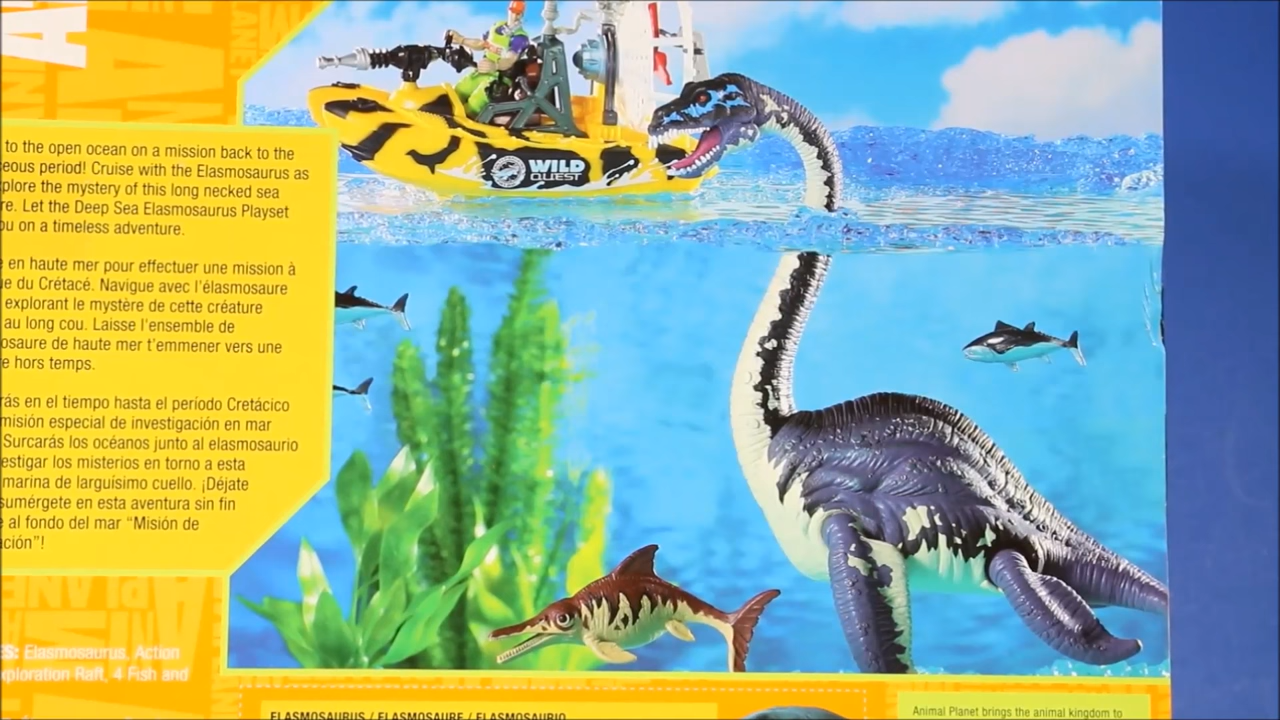 to the open ocean on a mission back to the
eous period! Cruise with the Elasmosaurus as
plore the mystery of this long necked sea
re. Let the Deep Sea Elasmosaurus Playset
ou on a timeless adventure.
en haute mer pour effectuer une mission à
ue du Crétacé. Navigue avec l'élasmosaure
explorant le mystère de cette créature
au long cou. Laisse l'ensemble de
osaure de haute mer t'emmener vers une
e hors temps.
rás en el tiempo hasta el período Cretácico
misión especial de investigación en mar
Surcarás los océanos junto al elasmosaurio
estigar los misterios en torno a esta
marina de larguísimo cuello. ¡Déjate
sumérgete en esta aventura sin fin
al fondo del mar "Misión de
ación"!
WILD
QUEST
ES: Elasmosaurus, Action
xploration Raft, 4 Fish and
ELASMOSAURUS / ELASMOSAURE / ELASMOSAURIO
Animal Planet brings the animal kingdom to